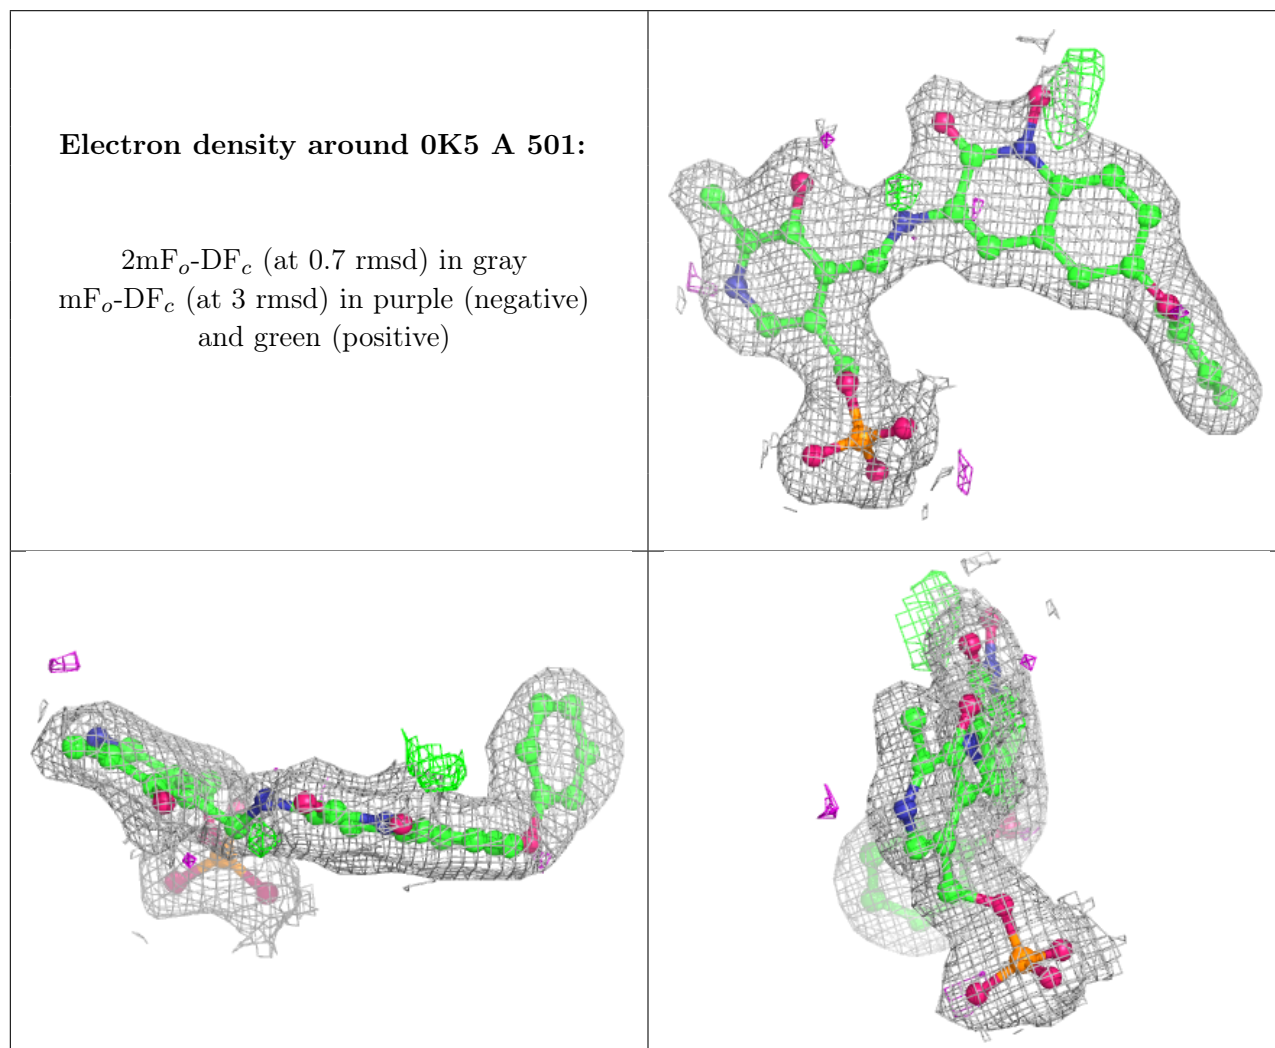 Electron density around 0K5 A 501:
2mFo-DFc (at 0.7 rmsd) in gray
mFo-DFc (at 3 rmsd) in purple (negative)
and green (positive)